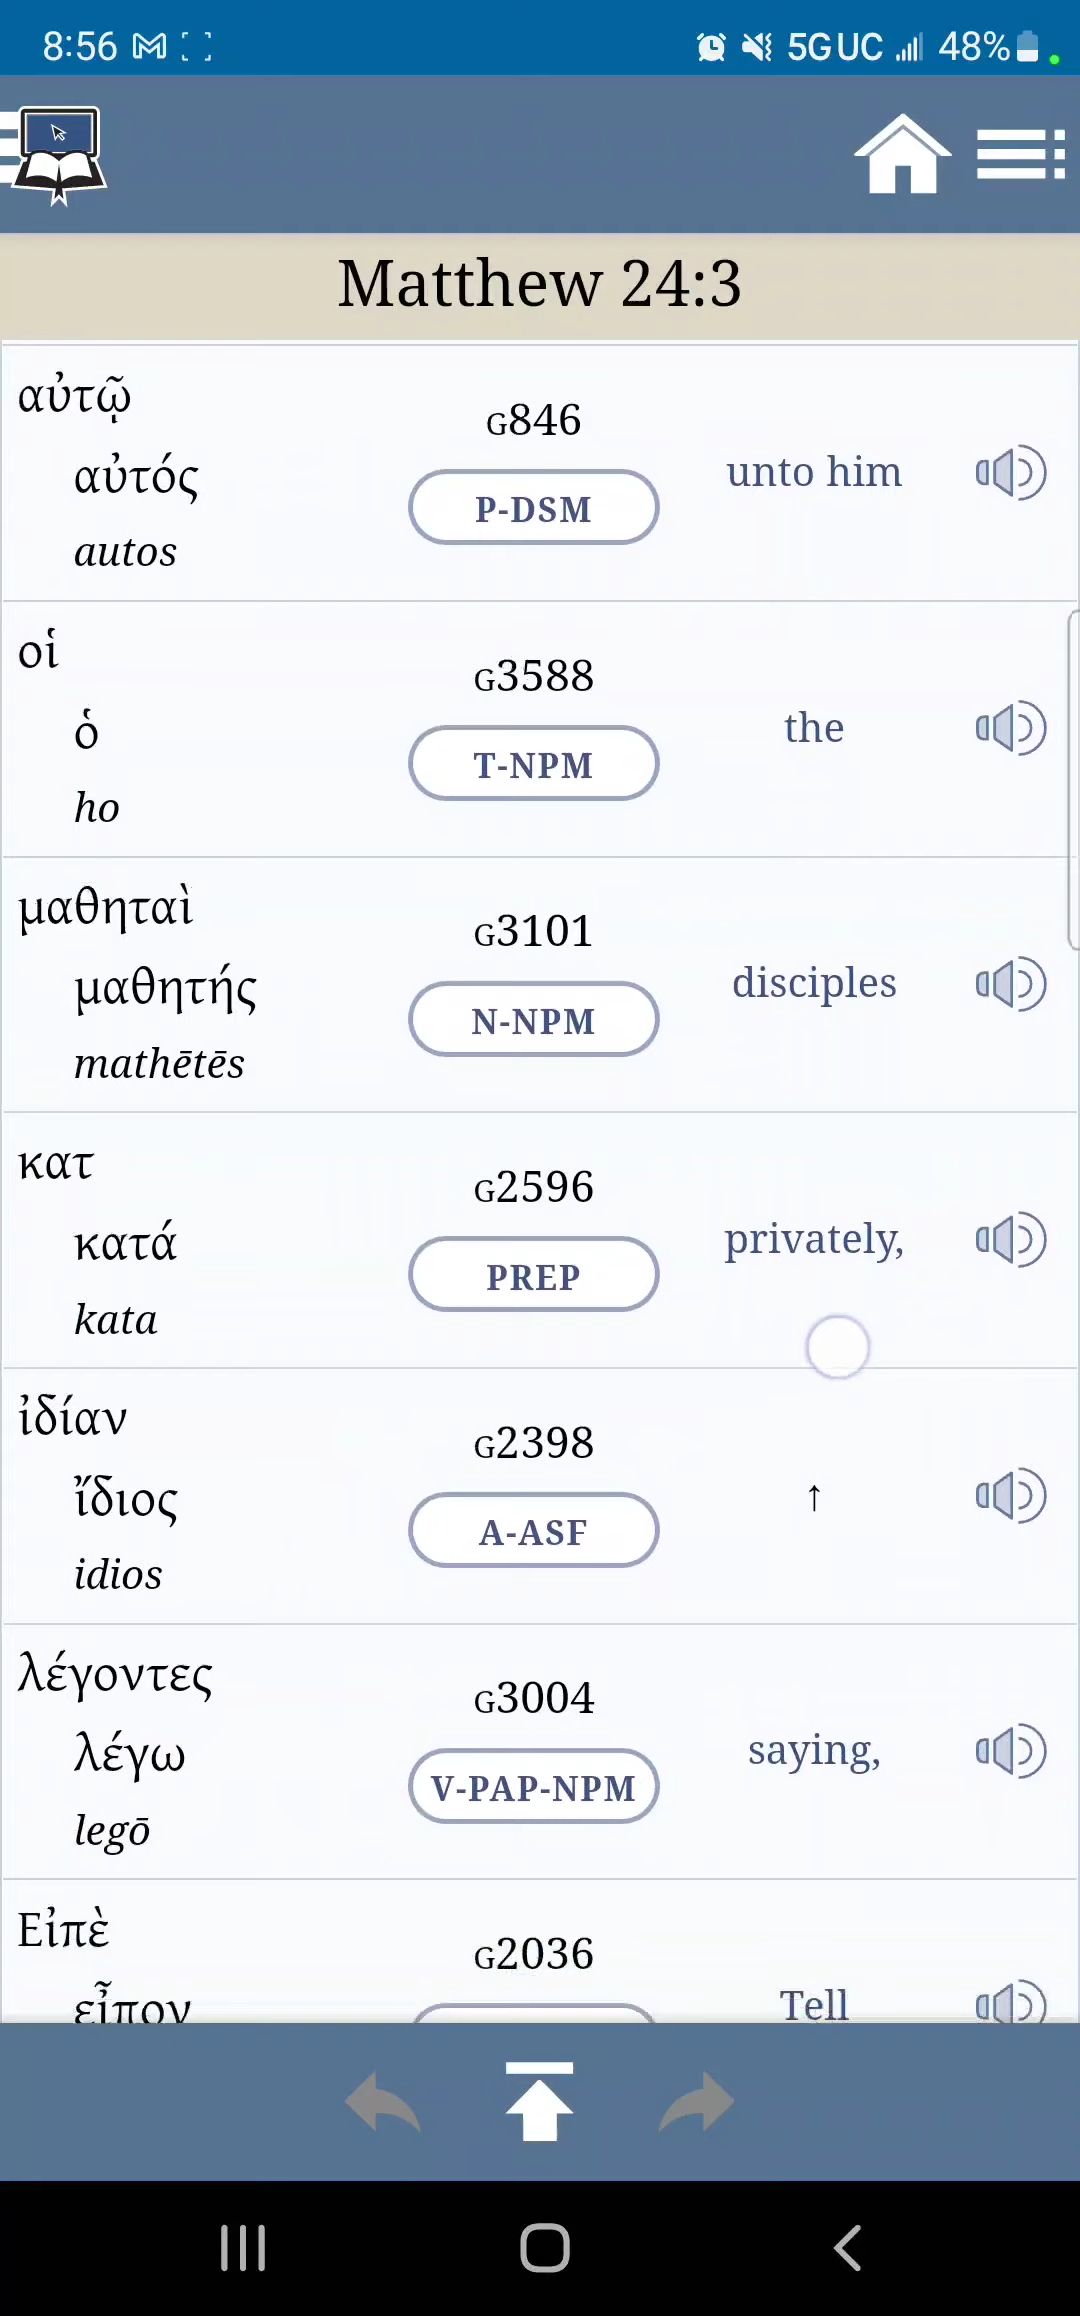 8:56 5G UC 48%
Matthew 24:3
αὐτῷ
G846
αὐτός
unto him
P-DSM
autos
οἱ
G3588
ὁ
the
T-NPM
ho
μαθηταὶ
G3101
μαθητής
disciples
N-NPM
mathētēs
κατ
G2596
κατά
privately,
PREP
kata
ἰδίαν
G2398
ἴδιος
↑
A-ASF
idios
λέγοντες
G3004
λέγω
saying,
V-PAP-NPM
legō
Εἰπὲ
G2036
εἶπον
Tell